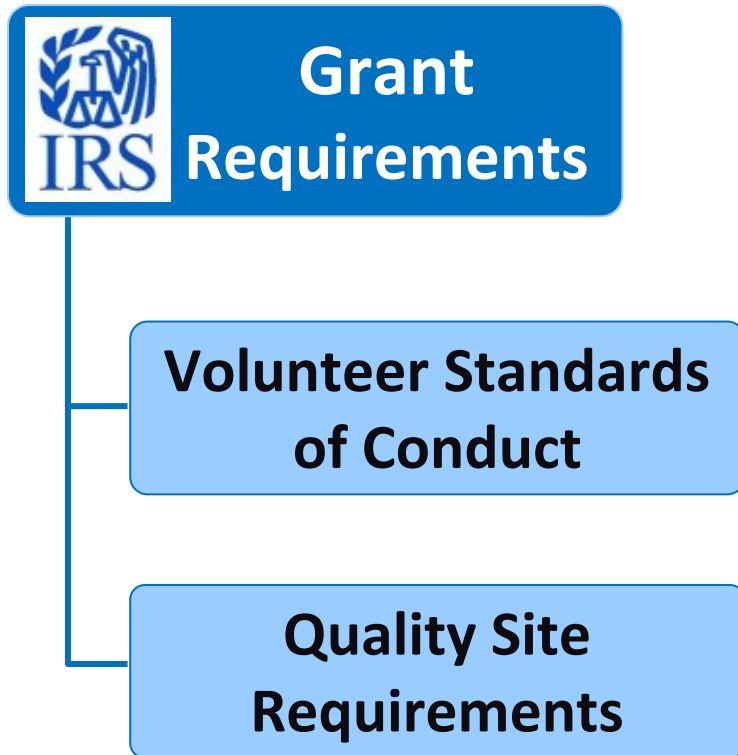 Grant
Requirements
IRS
Volunteer Standards
of Conduct
Quality Site
Requirements